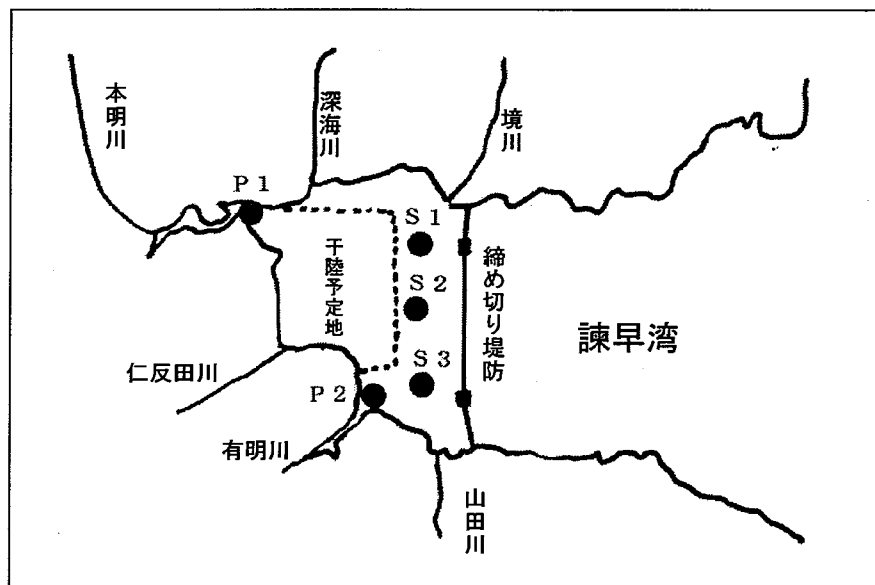 本明川
深海川
境川
P1
S1
S2
S3
P2
干陸予定地
締め切り堤防
諫早湾
仁反田川
有明川
山田川